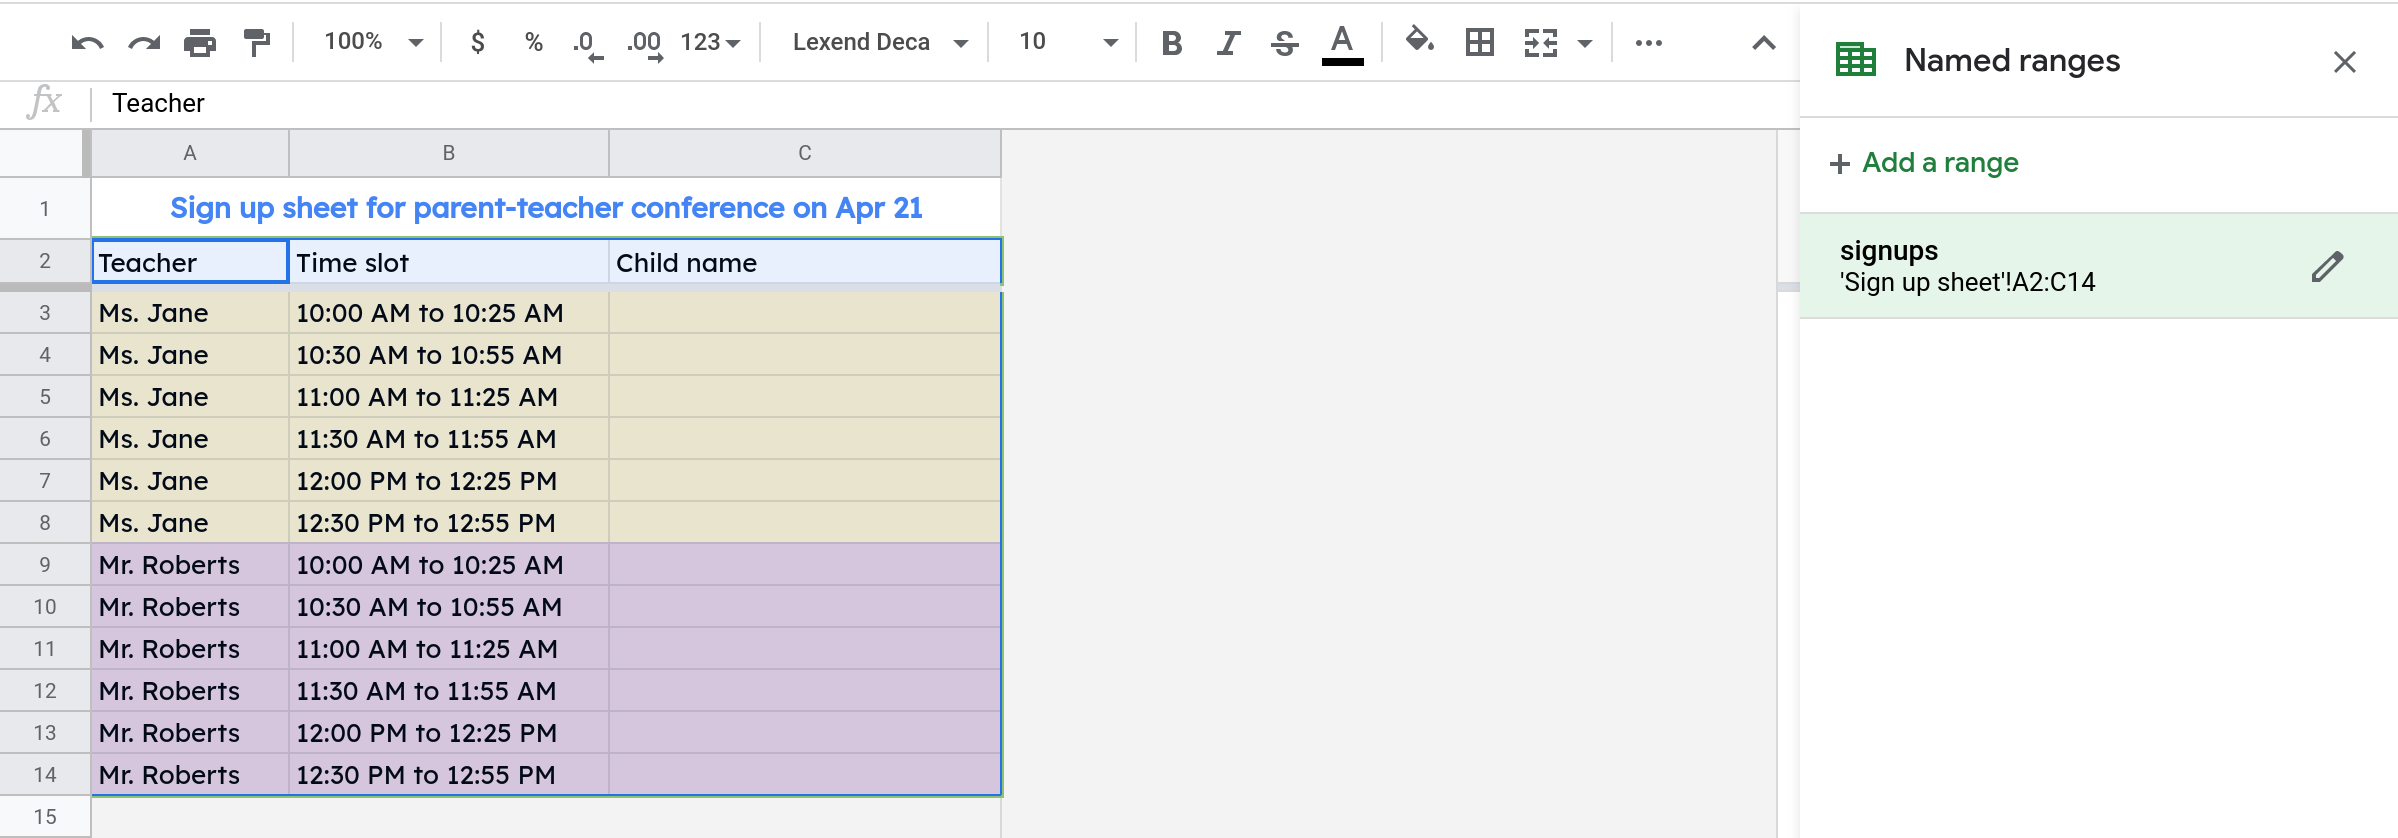 100% $ % .0 .00 123 Lexend Deca 10 B I S A
Named ranges
fx Teacher
+ Add a range
signups
'Sign up sheet'!A2:C14
A B C
1 Sign up sheet for parent-teacher conference on Apr 21
2 Teacher Time slot Child name
3 Ms. Jane 10:00 AM to 10:25 AM
4 Ms. Jane 10:30 AM to 10:55 AM
5 Ms. Jane 11:00 AM to 11:25 AM
6 Ms. Jane 11:30 AM to 11:55 AM
7 Ms. Jane 12:00 PM to 12:25 PM
8 Ms. Jane 12:30 PM to 12:55 PM
9 Mr. Roberts 10:00 AM to 10:25 AM
10 Mr. Roberts 10:30 AM to 10:55 AM
11 Mr. Roberts 11:00 AM to 11:25 AM
12 Mr. Roberts 11:30 AM to 11:55 AM
13 Mr. Roberts 12:00 PM to 12:25 PM
14 Mr. Roberts 12:30 PM to 12:55 PM
15